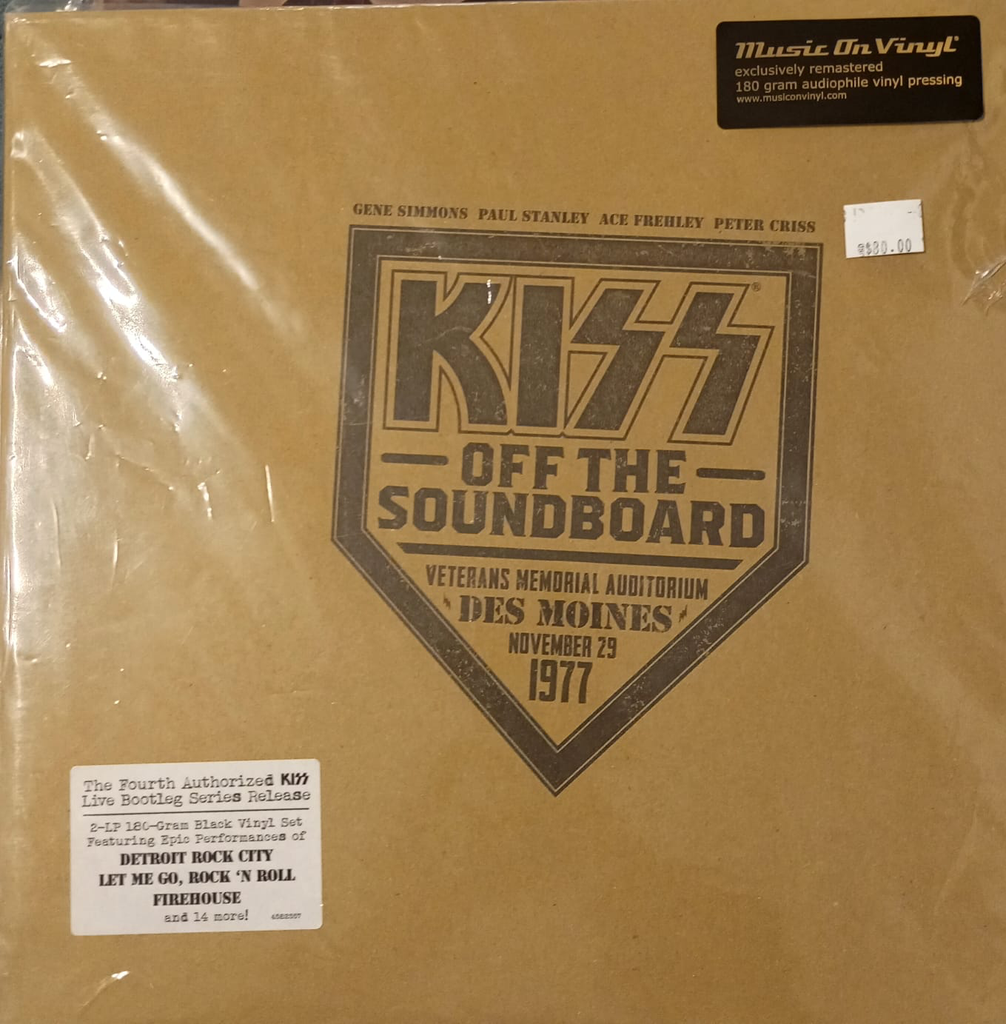 Music On Vinyl®
exclusively remastered
180 gram audiophile vinyl pressing
www.musiconvinyl.com
GENE SIMMONS PAUL STANLEY ACE FREHLEY PETER CRISS
$80.00
KISS®
OFF THE
SOUNDBOARD
VETERANS MEMORIAL AUDITORIUM
DES MOINES
NOVEMBER 29
1977
The Fourth Authorized KISS
Live Bootleg Series Release
2-LP 180-Gram Black Vinyl Set
Featuring Epic Performances of
DETROIT ROCK CITY
LET ME GO, ROCK 'N ROLL
FIREHOUSE
and 14 more!